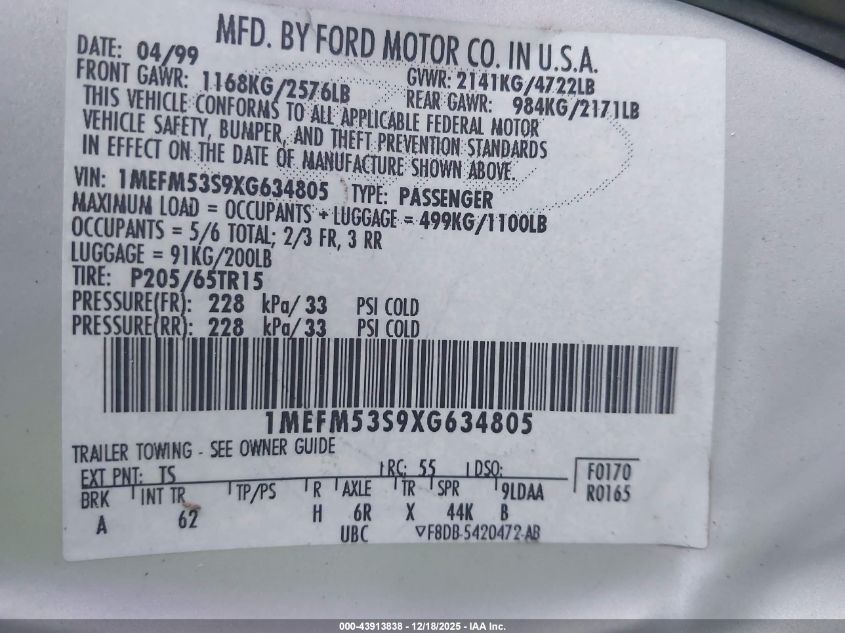 MFD. BY FORD MOTOR CO. IN U.S.A.
DATE: 04/99 GVWR: 2141KG/4722LB
FRONT GAWR: 1168KG/2576LB REAR GAWR: 984KG/2171LB
THIS VEHICLE CONFORMS TO ALL APPLICABLE FEDERAL MOTOR
VEHICLE SAFETY, BUMPER, AND THEFT PREVENTION STANDARDS
IN EFFECT ON THE DATE OF MANUFACTURE SHOWN ABOVE.
VIN: 1MEFM53S9XG634805 TYPE: PASSENGER
MAXIMUM LOAD = OCCUPANTS + LUGGAGE = 499KG/1100LB
OCCUPANTS = 5/6 TOTAL; 2/3 FR, 3 RR
LUGGAGE = 91KG/200LB
TIRE: P205/65TR15
PRESSURE(FR): 228 kPa/ 33 PSI COLD
PRESSURE(RR): 228 kPa/ 33 PSI COLD
1MEFM53S9XG634805
TRAILER TOWING - SEE OWNER GUIDE
EXT PNT: TS RC: 55 DSO: F0170
BRK INT TR TP/PS R AXLE TR SPR 9LDAA R0165
A 62 H 6R X 44K B
UBC ▽F8DB-5420472-AB
000-43913838 - 12/18/2025 - IAA Inc.